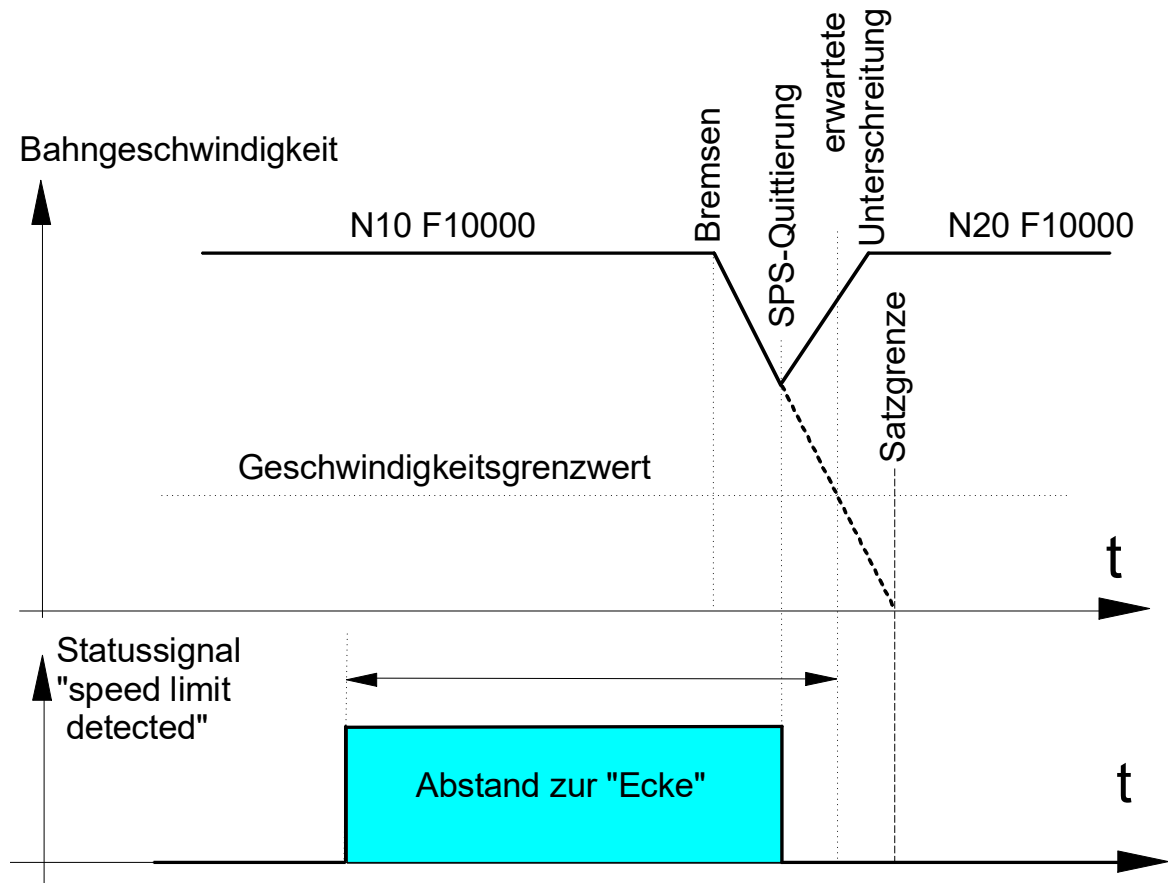 Bahngeschwindigkeit
N10 F10000
Bremsen
SPS-Quittierung
erwartete
Unterschreitung
N20 F10000
Satzgrenze
Geschwindigkeitsgrenzwert
t
Statussignal
"speed limit
detected"
Abstand zur "Ecke"
t